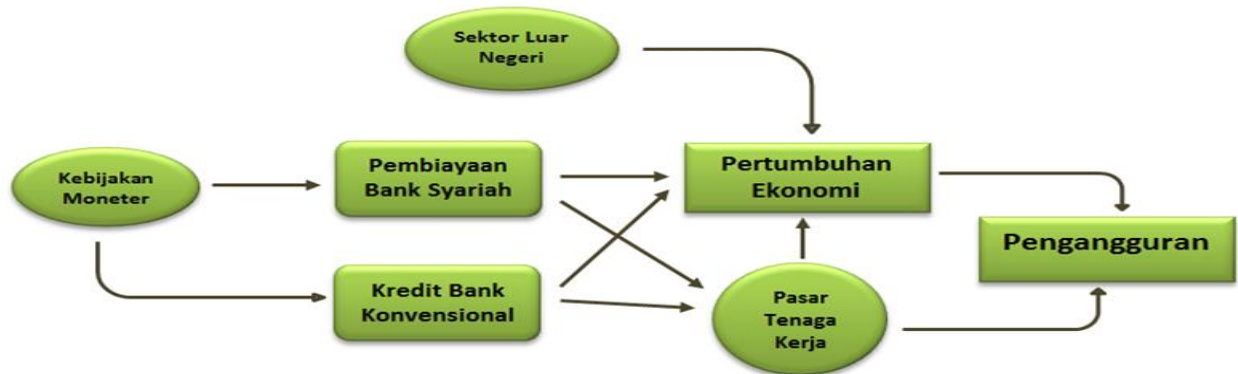 Sektor Luar
Negeri
Kebijakan
Moneter
Pembiayaan
Bank Syariah
Pertumbuhan
Ekonomi
Pengangguran
Kredit Bank
Konvensional
Pasar
Tenaga
Kerja